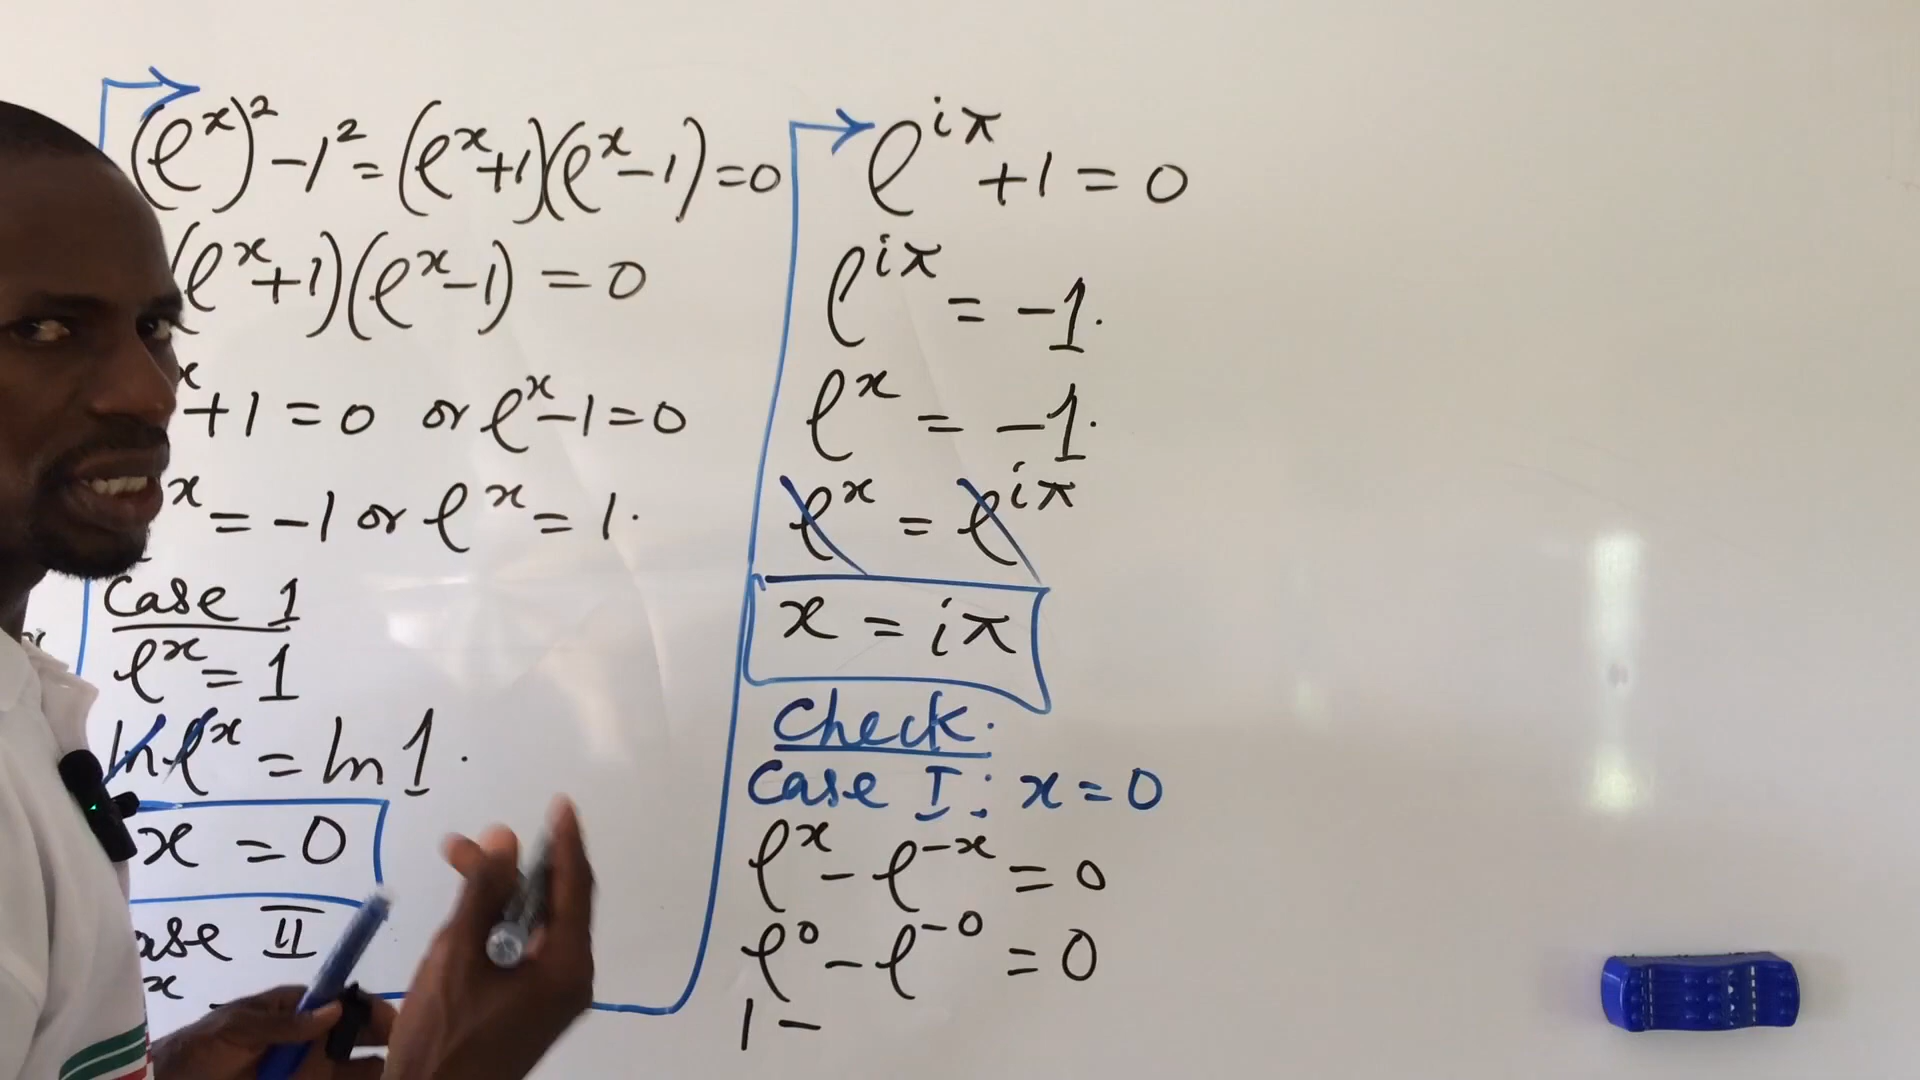 (e^x)^2 - 1^2 = (e^x+1)(e^x-1) = 0
(e^x+1)(e^x-1) = 0
x+1 = 0 or e^x-1 = 0
x = -1 or e^x = 1.
Case 1
e^x = 1
ln e^x = ln 1.
x = 0
ase II
x -
e^{iπ} + 1 = 0
e^{iπ} = -1.
e^x = -1.
e^x = e^{iπ}
x = iπ
Check.
Case I: x = 0
e^x - e^{-x} = 0
e^0 - e^{-0} = 0
1 -